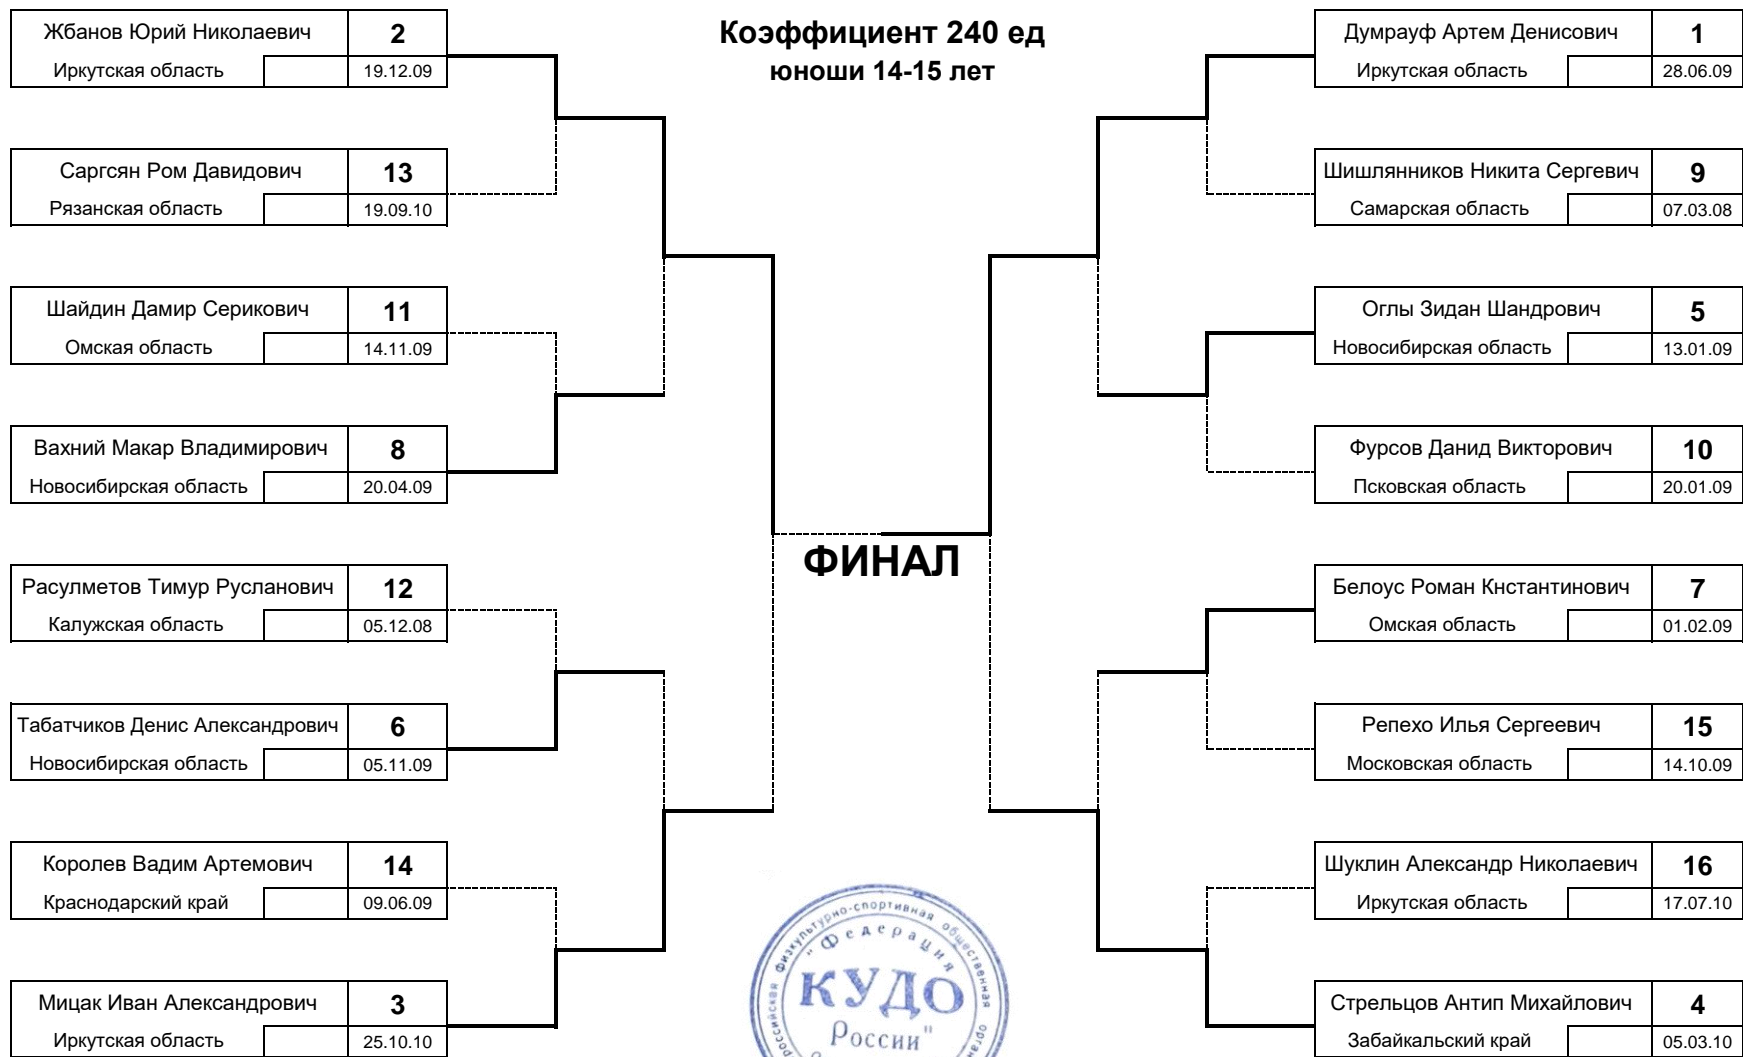 Коэффициент 240 ед
юноши 14-15 лет
Жбанов Юрий Николаевич 2
Иркутская область 19.12.09
Саргсян Ром Давидович 13
Рязанская область 19.09.10
Шайдин Дамир Серикович 11
Омская область 14.11.09
Вахний Макар Владимирович 8
Новосибирская область 20.04.09
Расулметов Тимур Русланович 12
Калужская область 05.12.08
Табатчиков Денис Александрович 6
Новосибирская область 05.11.09
Королев Вадим Артемович 14
Краснодарский край 09.06.09
Мицак Иван Александрович 3
Иркутская область 25.10.10
ФИНАЛ
Думрауф Артем Денисович 1
Иркутская область 28.06.09
Шишлянников Никита Сергевич 9
Самарская область 07.03.08
Оглы Зидан Шандрович 5
Новосибирская область 13.01.09
Фурсов Данид Викторович 10
Псковская область 20.01.09
Белоус Роман Кнстантинович 7
Омская область 01.02.09
Репехо Илья Сергеевич 15
Московская область 14.10.09
Шуклин Александр Николаевич 16
Иркутская область 17.07.10
Стрельцов Антип Михайлович 4
Забайкальский край 05.03.10
физкультурно-спортивная общественная
"Федерация
КУДО
России"